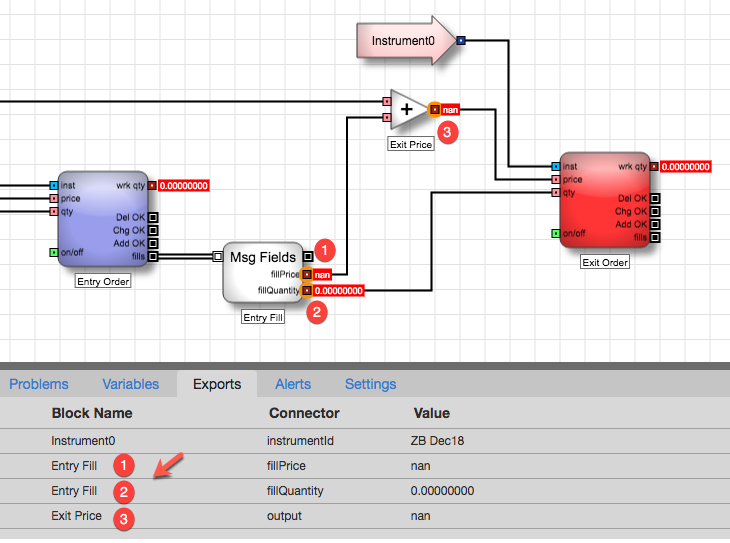 Instrument0
+
nan
3
Exit Price
inst
wrk qty
0.00000000
price
qty
Del OK
Chg OK
Add OK
on/off
fills
Entry Order
Msg Fields
1
fillPrice
nan
fillQuantity
0.00000000
2
Entry Fill
inst
wrk qty
0.00000000
price
qty
Del OK
Chg OK
Add OK
on/off
fills
Exit Order
Problems Variables Exports Alerts Settings
Block Name Connector Value
Instrument0 instrumentId ZB Dec18
Entry Fill 1 fillPrice nan
Entry Fill 2 fillQuantity 0.00000000
Exit Price 3 output nan